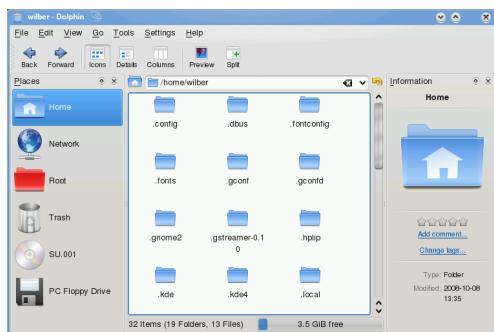 wilber - Dolphin
File Edit View Go Tools Settings Help
Back Forward Icons Details Columns Preview Split
Places
Home
Network
Root
Trash
SU.001
PC Floppy Drive
/home/wilber
.config .dbus .fontconfig
.fonts .gconf .gconfd
.gnome2 .gstreamer-0.1 .hplip
0
.kde .kde4 .local
32 Items (19 Folders, 13 Files) 3.5 GiB free
Information
Home
Add comment...
Change tags...
Type: Folder
Modified: 2008-10-08
13:35